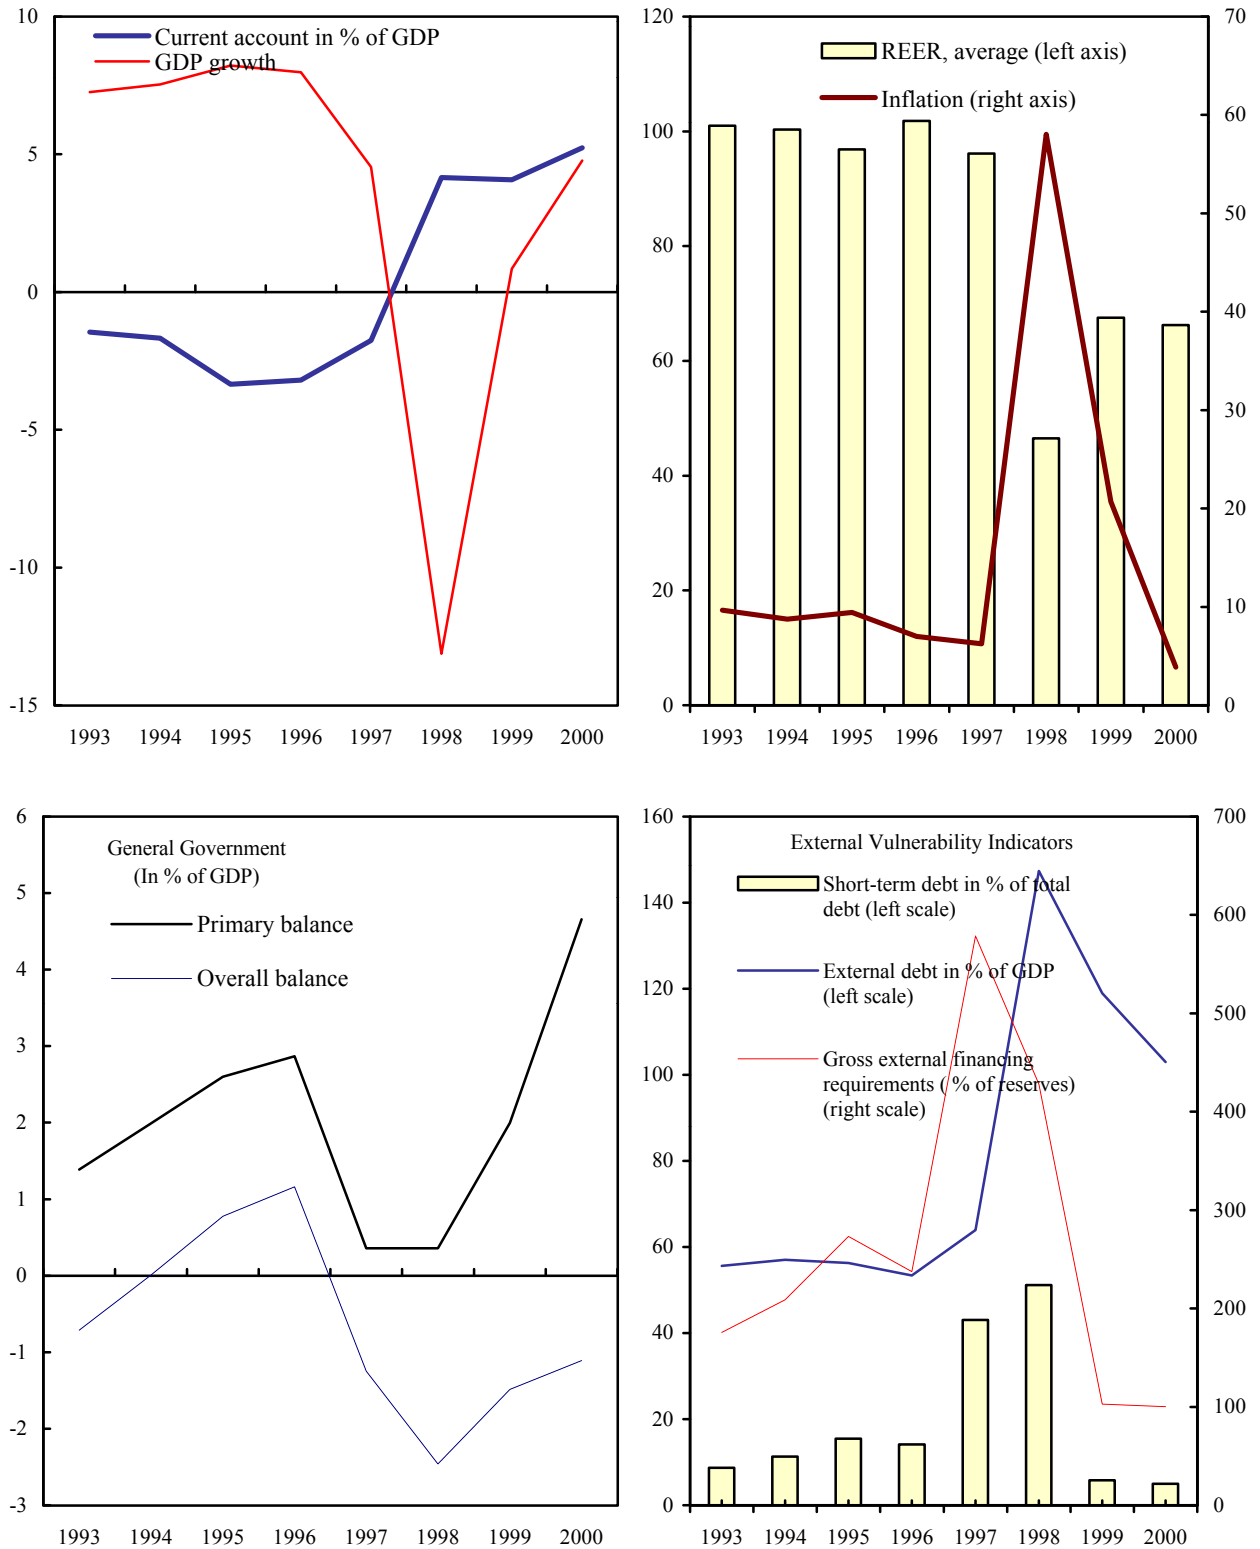 10
5
0
-5
-10
-15
Current account in % of GDP
GDP growth
1993 1994 1995 1996 1997 1998 1999 2000
120
100
80
60
40
20
0
REER, average (left axis)
Inflation (right axis)
70
60
50
40
30
20
10
0
1993 1994 1995 1996 1997 1998 1999 2000
6
5
4
3
2
1
0
-1
-2
-3
General Government
(In % of GDP)
Primary balance
Overall balance
1993 1994 1995 1996 1997 1998 1999 2000
160
140
120
100
80
60
40
20
0
External Vulnerability Indicators
Short-term debt in % of total
debt (left scale)
External debt in % of GDP
(left scale)
Gross external financing
requirements ( % of reserves)
(right scale)
700
600
500
400
300
200
100
0
1993 1994 1995 1996 1997 1998 1999 2000